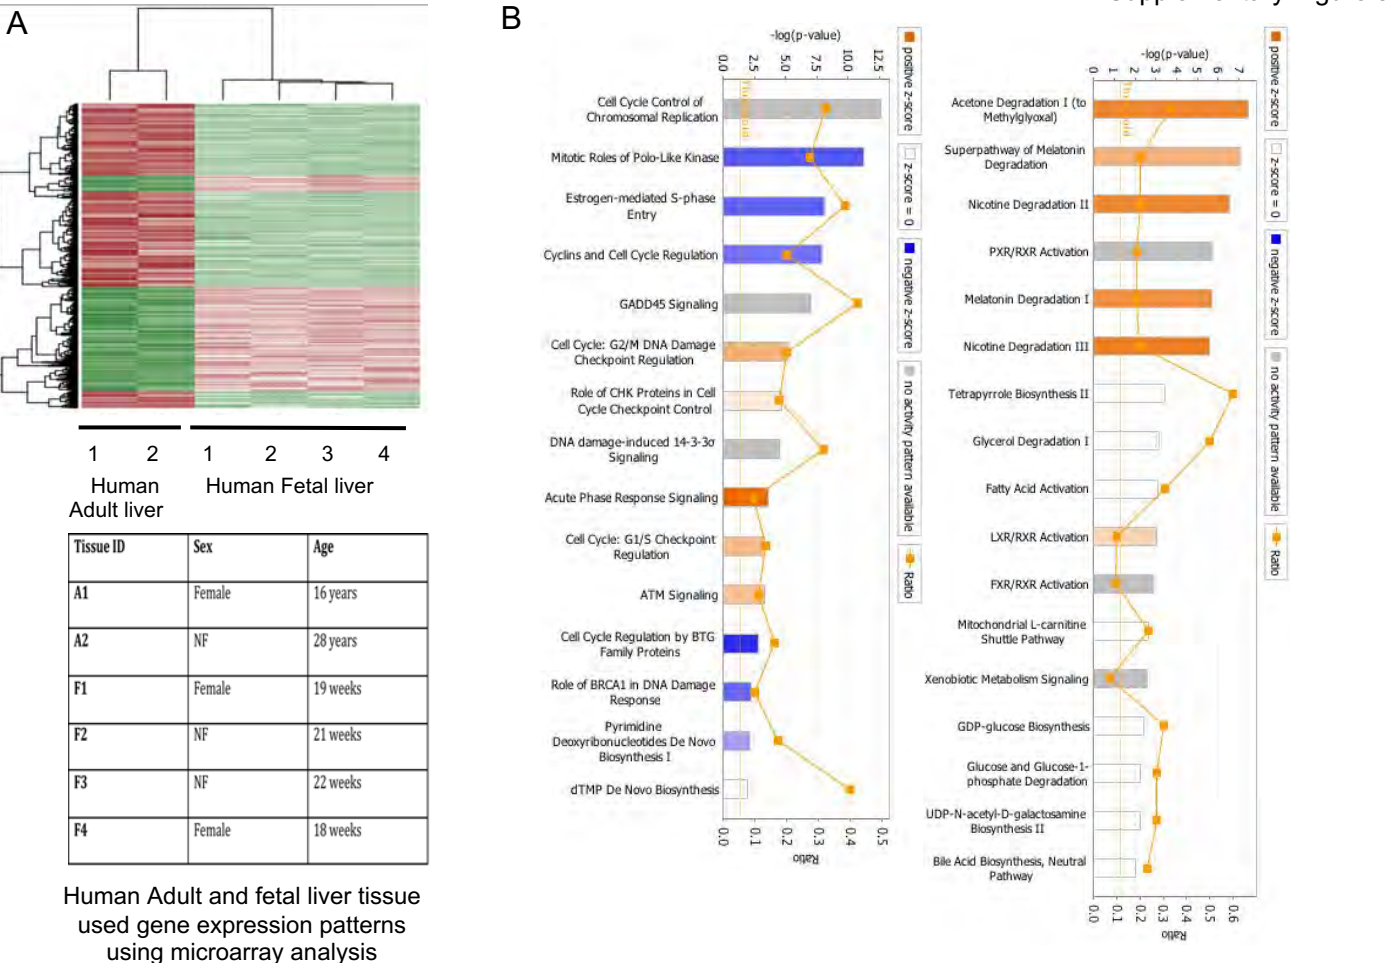 A
B
1
2
1
2
3
4
Human
Adult liver
Human Fetal liver
Tissue ID Sex Age
A1 Female 16 years
A2 NF 28 years
F1 Female 19 weeks
F2 NF 21 weeks
F3 NF 22 weeks
F4 Female 18 weeks
Human Adult and fetal liver tissue
used gene expression patterns
using microarray analysis
-log(p-value)
0.0 2.5 5.0 7.5 10.0 12.5
Cell Cycle Control of
Chromosomal Replication
Mitotic Roles of Polo-Like Kinase
Estrogen-mediated S-phase
Entry
Cyclins and Cell Cycle Regulation
GADD45 Signaling
Cell Cycle: G2/M DNA Damage
Checkpoint Regulation
Role of CHK Proteins in Cell
Cycle Checkpoint Control
DNA damage-induced 14-3-3σ
Signaling
Acute Phase Response Signaling
Cell Cycle: G1/S Checkpoint
Regulation
ATM Signaling
Cell Cycle Regulation by BTG
Family Proteins
Role of BRCA1 in DNA Damage
Response
Pyrimidine
Deoxyribonucleotides De Novo
Biosynthesis I
dTMP De Novo Biosynthesis
0.0 0.1 0.2 0.3 0.4 0.5
Ratio
positive z-score
z-score = 0
negative z-score
no activity pattern available
Ratio
-log(p-value)
0 1 2 3 4 5 6 7
Acetone Degradation I (to
Methylglyoxal)
Superpathway of Melatonin
Degradation
Nicotine Degradation II
PXR/RXR Activation
Melatonin Degradation I
Nicotine Degradation III
Tetrapyrrole Biosynthesis II
Glycerol Degradation I
Fatty Acid Activation
LXR/RXR Activation
FXR/RXR Activation
Mitochondrial L-carnitine
Shuttle Pathway
Xenobiotic Metabolism Signaling
GDP-glucose Biosynthesis
Glucose and Glucose-1-
phosphate Degradation
UDP-N-acetyl-D-galactosamine
Biosynthesis II
Bile Acid Biosynthesis, Neutral
Pathway
0.0 0.1 0.2 0.3 0.4 0.5 0.6
Ratio
positive z-score
z-score = 0
negative z-score
no activity pattern available
Ratio